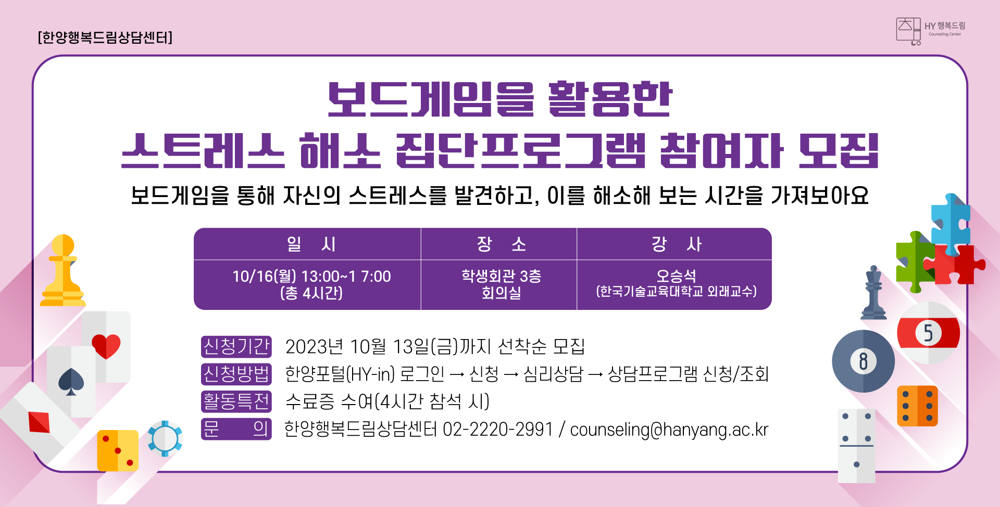 [한양행복드림상담센터]
HY 행복드림
Counseling Center
보드게임을 활용한
스트레스 해소 집단프로그램 참여자 모집
보드게임을 통해 자신의 스트레스를 발견하고, 이를 해소해 보는 시간을 가져보아요
일 시 장 소 강 사
10/16(월) 13:00~1 7:00 학생회관 3층 오승석
(총 4시간) 회의실 (한국기술교육대학교 외래교수)
신청기간 2023년 10월 13일(금)까지 선착순 모집
신청방법 한양포털(HY-in) 로그인 → 신청 → 심리상담 → 상담프로그램 신청/조회
활동특전 수료증 수여(4시간 참석 시)
문 의 한양행복드림상담센터 02-2220-2991 / counseling@hanyang.ac.kr
5
8